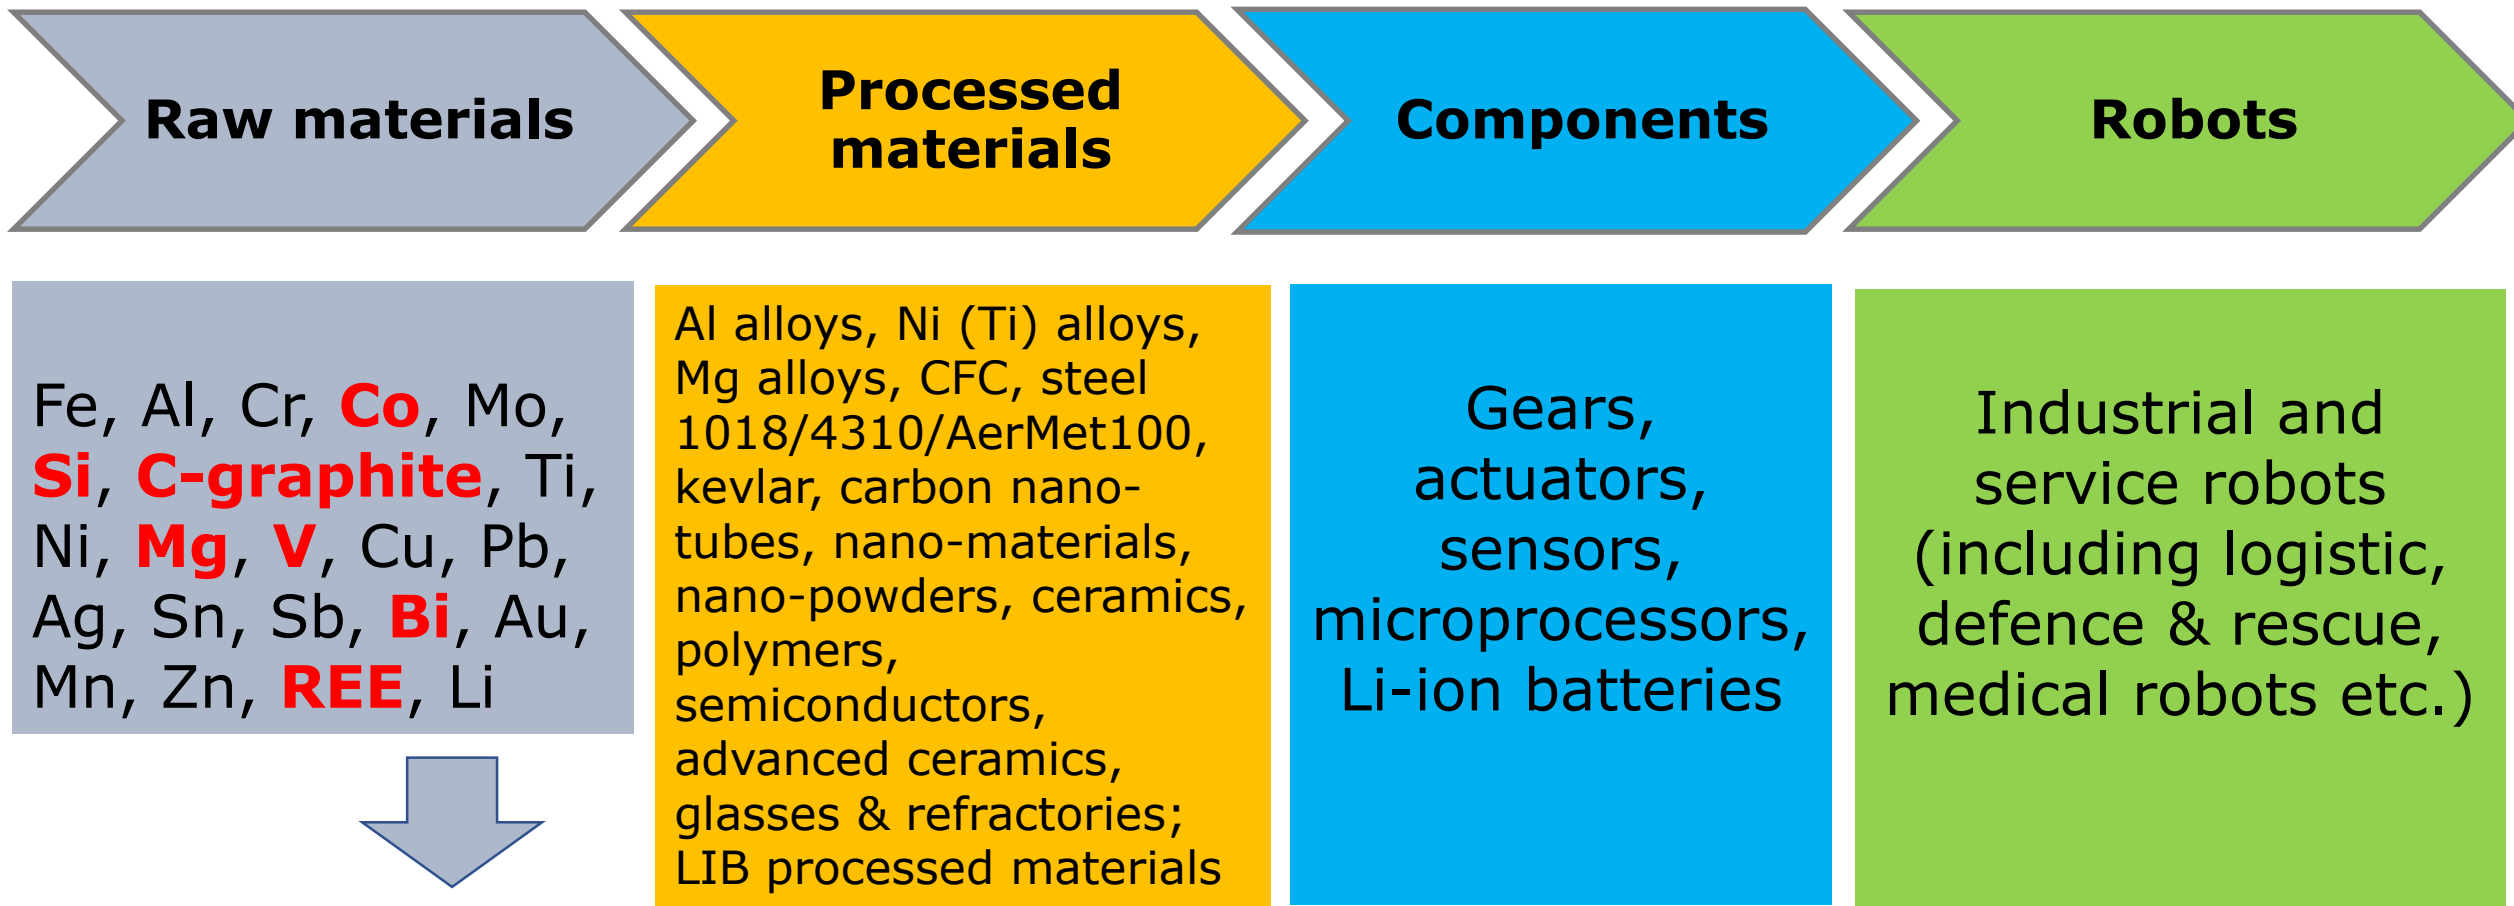 Raw materials
Processed
materials
Components
Robots
Fe, Al, Cr, Co, Mo,
Si, C-graphite, Ti,
Ni, Mg, V, Cu, Pb,
Ag, Sn, Sb, Bi, Au,
Mn, Zn, REE, Li
Al alloys, Ni (Ti) alloys,
Mg alloys, CFC, steel
1018/4310/AerMet100,
kevlar, carbon nano-
tubes, nano-materials,
nano-powders, ceramics,
polymers,
semiconductors,
advanced ceramics,
glasses & refractories;
LIB processed materials
Gears,
actuators,
sensors,
microprocessors,
Li-ion batteries
Industrial and
service robots
(including logistic,
defence & rescue,
medical robots etc.)